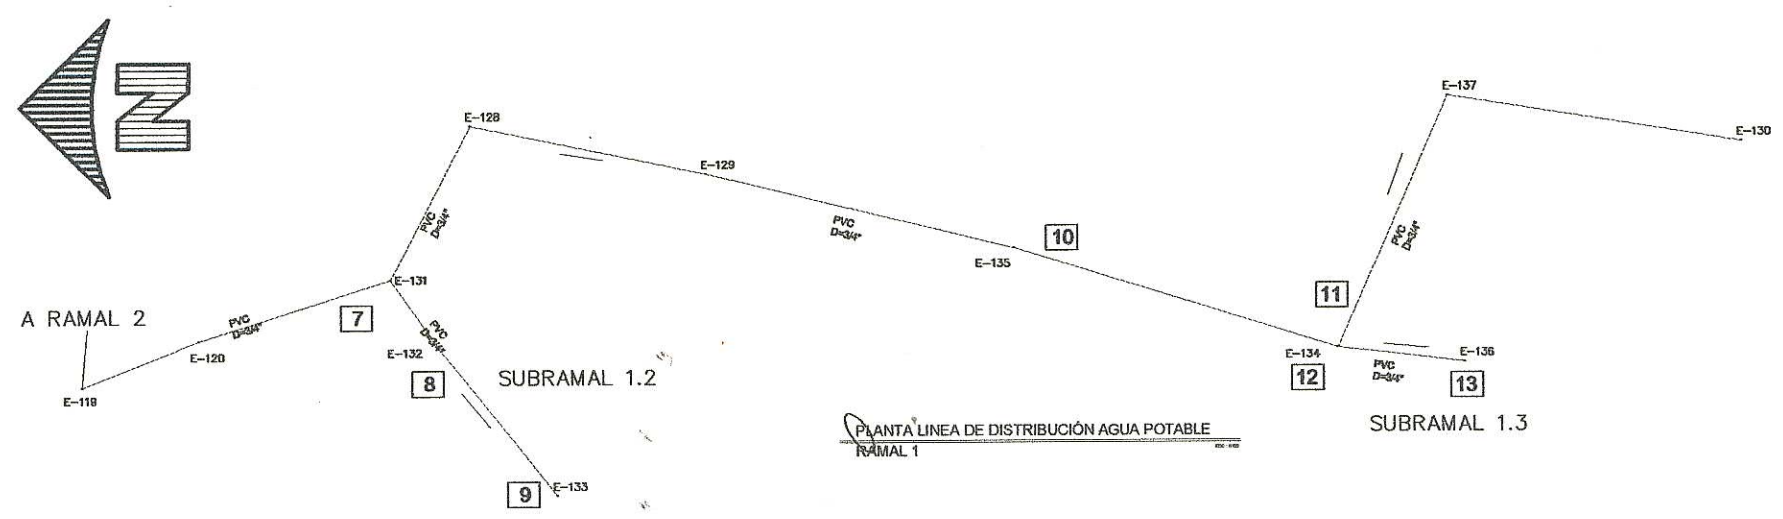 N
E-137
E-128
E-130
E-129
PVC
D=3/4"
PVC
D=3/4"
PVC
D=3/4"
10
E-135
E-131
11
A RAMAL 2
7
PVC
D=3/4"
PVC
D=3/4"
E-120
E-132
E-134
E-136
PVC
D=3/4"
8
SUBRAMAL 1.2
12
13
E-119
SUBRAMAL 1.3
PLANTA LINEA DE DISTRIBUCIÓN AGUA POTABLE
RAMAL 1
9
E-133